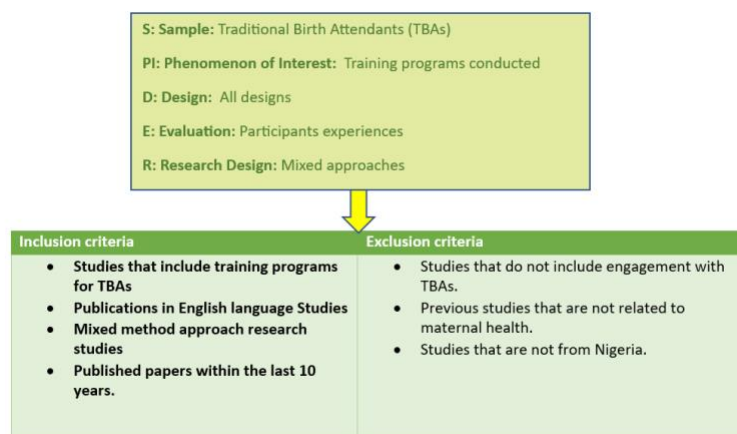 S: Sample: Traditional Birth Attendants (TBAs)
PI: Phenomenon of Interest: Training programs conducted
D: Design: All designs
E: Evaluation: Participants experiences
R: Research Design: Mixed approaches
Inclusion criteria
• Studies that include training programs
for TBAs
• Publications in English language Studies
• Mixed method approach research
studies
• Published papers within the last 10
years.
Exclusion criteria
• Studies that do not include engagement with
TBAs.
• Previous studies that are not related to
maternal health.
• Studies that are not from Nigeria.